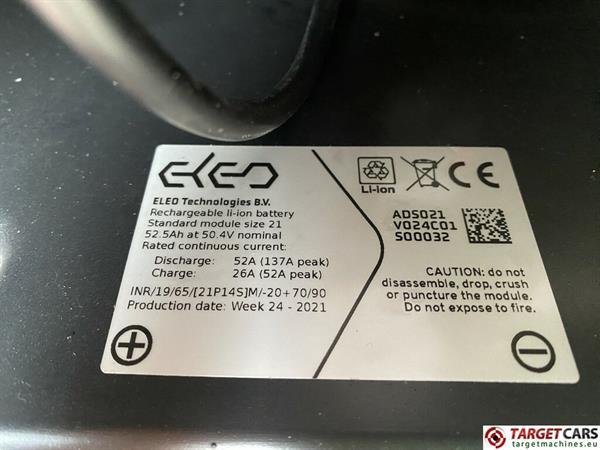 ELEO
ELEO Technologies B.V.
Rechargeable li-ion battery
Standard module size 21
52.5Ah at 50.4V nominal
Rated continuous current:
Discharge: 52A (137A peak)
Charge: 26A (52A peak)
INR/19/65/[21P14S]M/-20+70/90
Production date: Week 24 - 2021
Li-ion
CE
ADS021
V024C01
S00032
CAUTION: do not
disassemble, drop, crush
or puncture the module.
Do not expose to fire.
TARGETCARS
www.targetmachines.eu